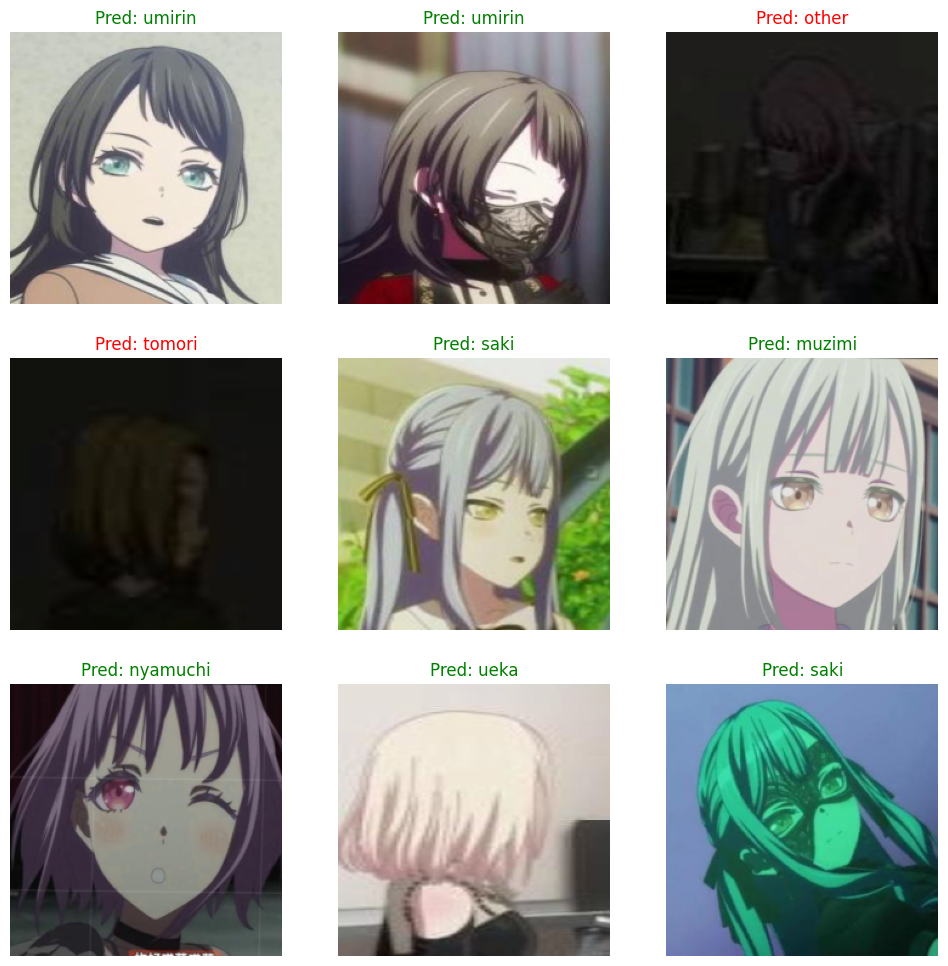 Pred: umirin
Pred: umirin
Pred: other
Pred: tomori
Pred: saki
Pred: muzimi
Pred: nyamuchi
Pred: ueka
Pred: saki